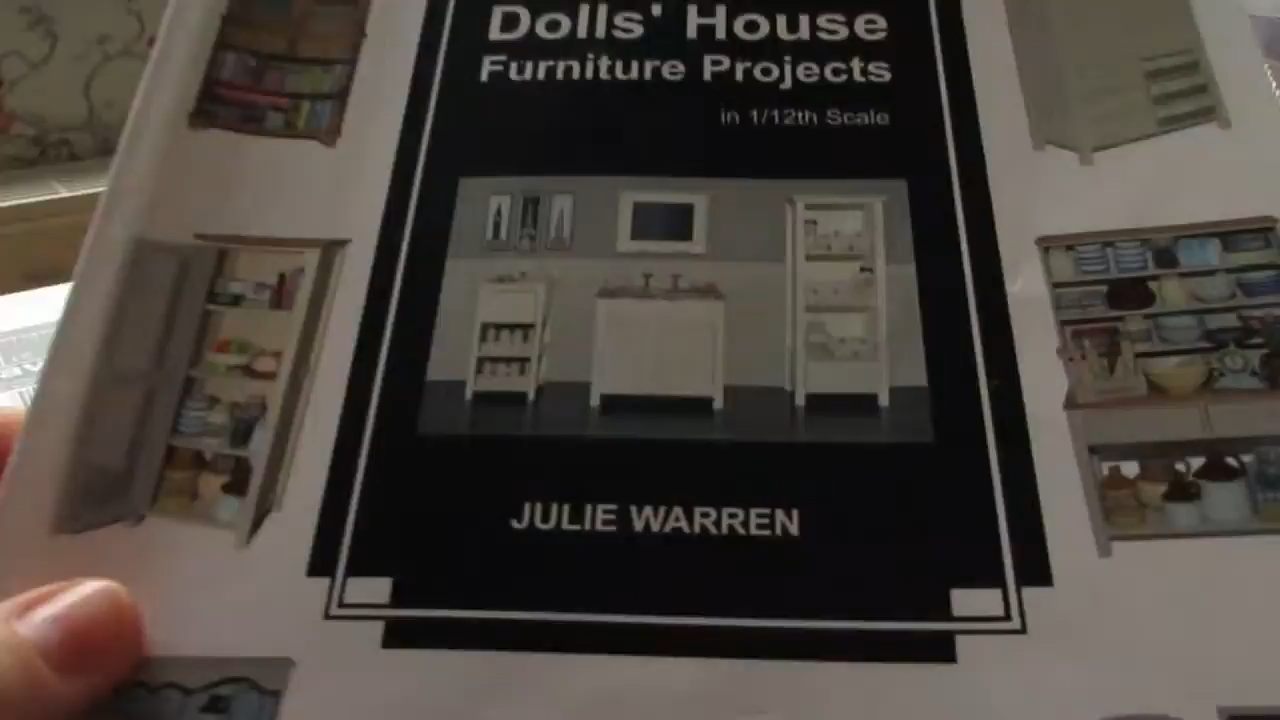 Dolls' House
Furniture Projects
in 1/12th Scale
JULIE WARREN